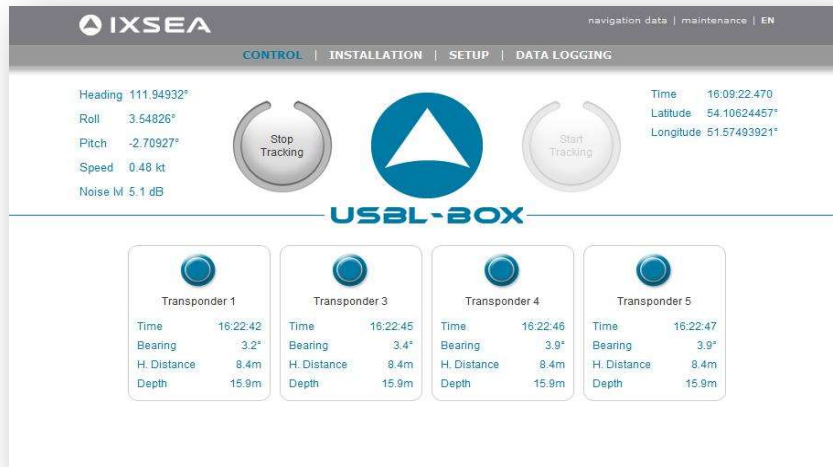 IXSEA
navigation data | maintenance | EN
CONTROL | INSTALLATION | SETUP | DATA LOGGING
Heading 111.94932°
Roll 3.54826°
Pitch -2.70927°
Speed 0.48 kt
Noise lvl 5.1 dB
Stop
Tracking
Start
Tracking
Time 16:09:22.470
Latitude 54.10624457°
Longitude 51.57493921°
USBL-BOX
Transponder 1
Time 16:22:42
Bearing 3.2°
H. Distance 8.4m
Depth 15.9m
Transponder 3
Time 16:22:45
Bearing 3.4°
H. Distance 8.4m
Depth 15.9m
Transponder 4
Time 16:22:46
Bearing 3.9°
H. Distance 8.4m
Depth 15.9m
Transponder 5
Time 16:22:47
Bearing 3.9°
H. Distance 8.4m
Depth 15.9m